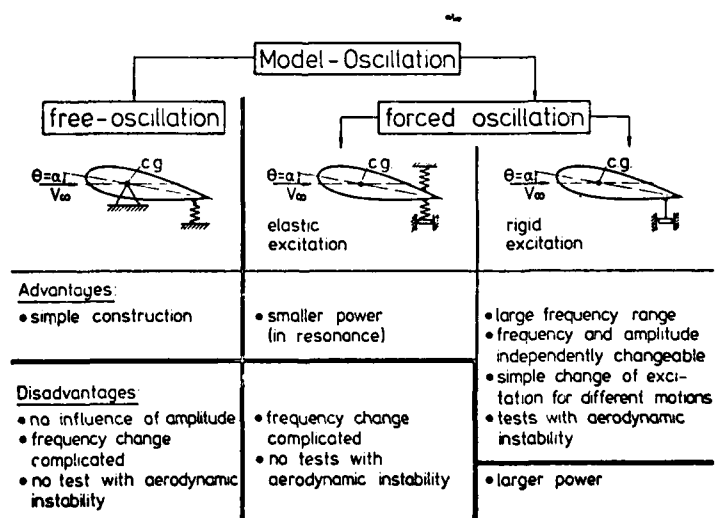 Model-Oscillation
free-oscillation
forced oscillation
c.g.
θ=α
V∞
c.g.
θ=α
V∞
elastic
excitation
c.g.
θ=α
V∞
rigid
excitation
Advantages:
• simple construction
• smaller power
(in resonance)
• large frequency range
• frequency and amplitude
independently changeable
• simple change of exci-
tation for different motions
• tests with aerodynamic
instability
Disadvantages:
• no influence of amplitude
• frequency change
complicated
• no test with aerodynamic
instability
• frequency change
complicated
• no tests with
aerodynamic instability
• larger power